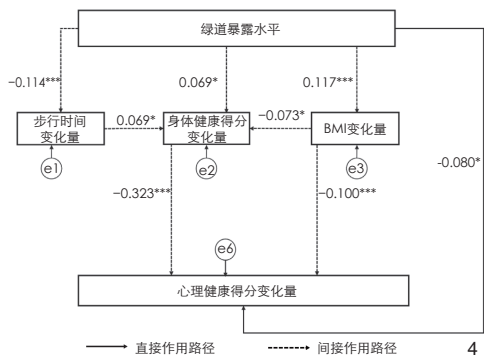 绿道暴露水平
−0.114***
0.069*
0.117***
步行时间
变化量
0.069*
身体健康得分
变化量
−0.073*
BMI变化量
-0.080*
e1
e2
e3
−0.323***
−0.100***
e6
心理健康得分变化量
直接作用路径
间接作用路径
4